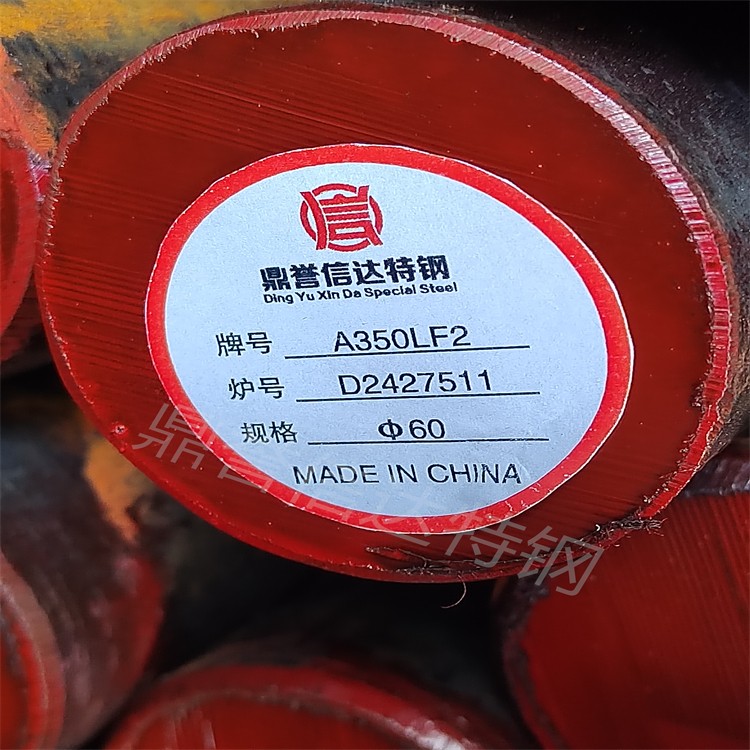 信
鼎誉信达特钢
Ding Yu Xin Da Special Steel
牌号 A350LF2
炉号 D2427511
规格 Φ60
MADE IN CHINA
鼎誉信达特钢